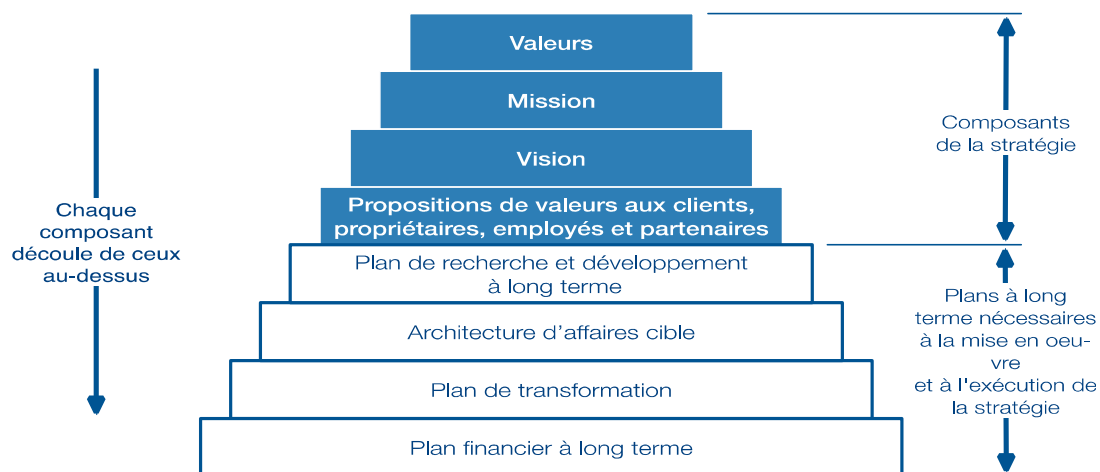 Valeurs
Mission
Vision
Propositions de valeurs aux clients,
propriétaires, employés et partenaires
Plan de recherche et développement
à long terme
Architecture d'affaires cible
Plan de transformation
Plan financier à long terme
Chaque
composant
découle de ceux
au-dessus
Composants
de la stratégie
Plans à long
terme nécessaires
à la mise en oeu-
vre
et à l'exécution de
la stratégie